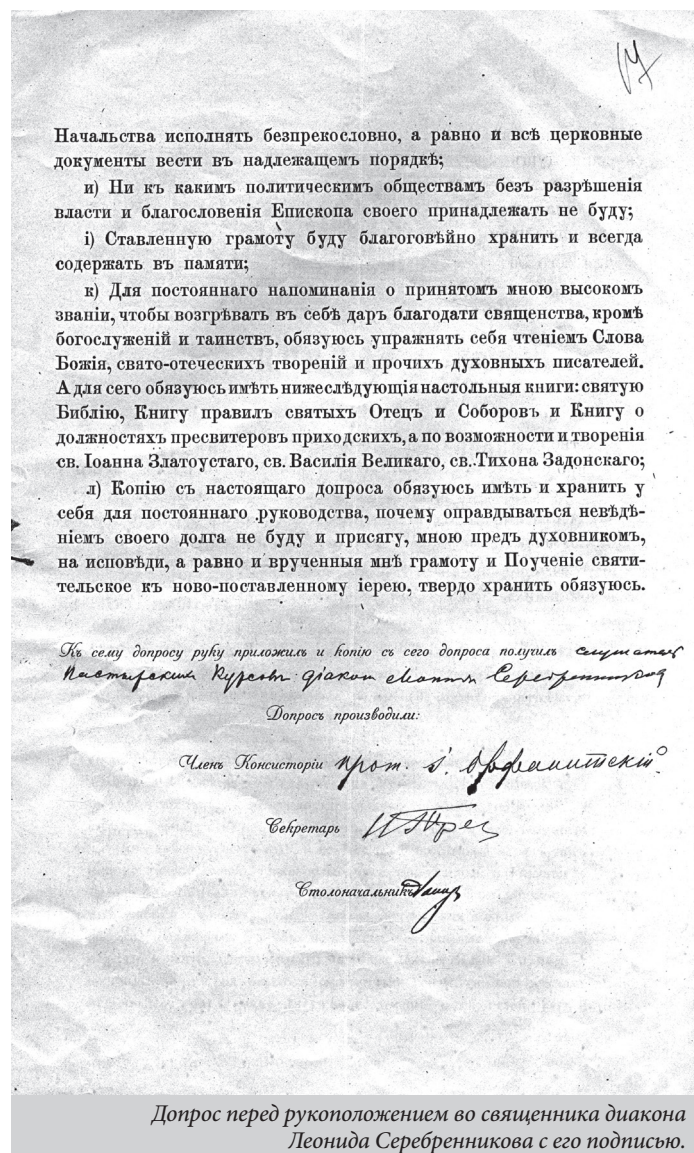 Начальства исполнять безпрекословно, а равно и всѣ церковные
документы вести въ надлежащемъ порядкѣ;
и) Ни къ какимъ политическимъ обществамъ безъ разрѣшенія
власти и благословенія Епископа своего принадлежать не буду;
і) Ставленную грамоту буду благоговѣйно хранить и всегда
содержать въ памяти;
к) Для постояннаго напоминанія о принятомъ мною высокомъ
званіи, чтобы возгрѣвать въ себѣ даръ благодати священства, кромѣ
богослуженій и таинствъ, обязуюсь упражнять себя чтеніемъ Слова
Божія, свято-отеческихъ твореній и прочихъ духовныхъ писателей.
А для сего обязуюсь имѣть нижеслѣдующія настольныя книги: святую
Библію, Книгу правилъ святыхъ Отецъ и Соборовъ и Книгу о
должностяхъ пресвитеровъ приходскихъ, а по возможности и творенія
св. Іоанна Златоустаго, св. Василія Великаго, св. Тихона Задонскаго;
л) Копію съ настоящаго допроса обязуюсь имѣть и хранить у
себя для постояннаго руководства, почему оправдываться невѣдѣ-
ніемъ своего долга не буду и присягу, мною предъ духовникомъ,
на исповѣди, а равно и врученныя мнѣ грамоту и Поученіе святи-
тельское къ ново-поставленному іерею, твердо хранить обязуюсь.
Къ сему допросу руку приложилъ и копію съ сего допроса получилъ слушатель
Пастырскихъ Курсовъ діаконъ Серебренниковъ
Допросъ производили:
Членъ Консисторіи прот. І. Орфанитскій
Секретарь
Столоначальникъ
Допрос перед рукоположением во священника диакона
Леонида Серебренникова с его подписью.